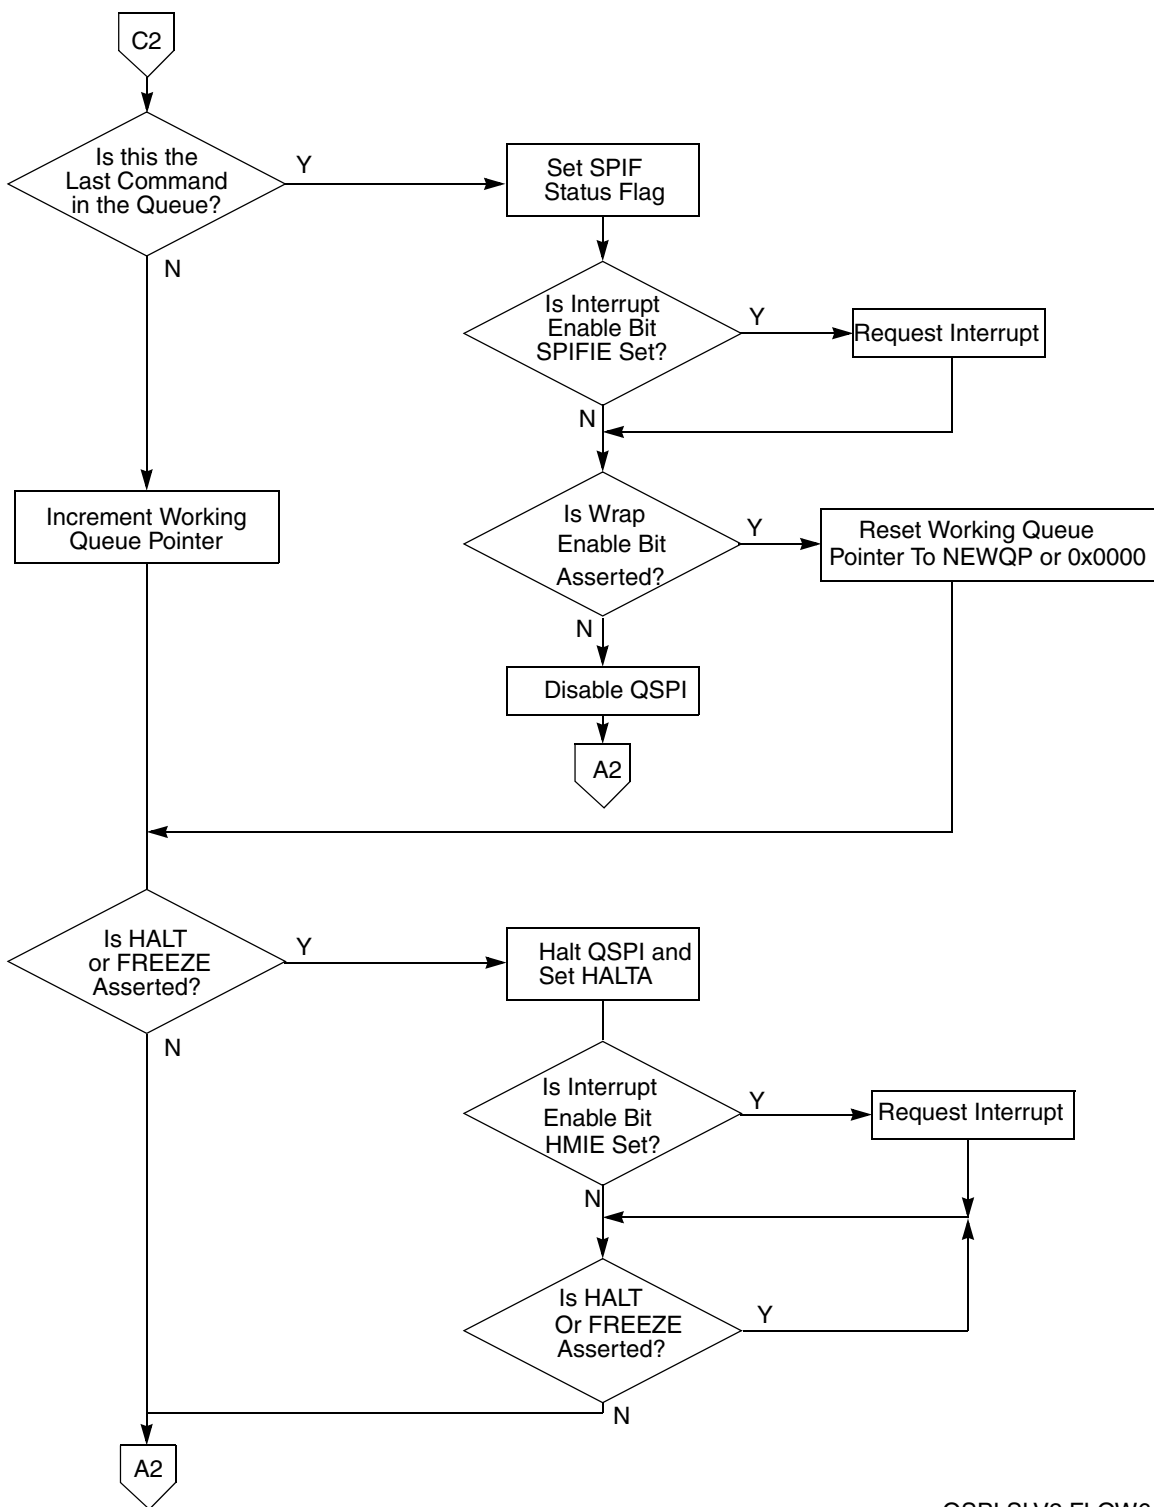 C2
Is this the
Last Command
in the Queue?
Y
Set SPIF
Status Flag
N
Is Interrupt
Enable Bit
SPIFIE Set?
Y
Request Interrupt
N
Increment Working
Queue Pointer
Is Wrap
Enable Bit
Asserted?
Y
Reset Working Queue
Pointer To NEWQP or 0x0000
N
Disable QSPI
A2
Is HALT
or FREEZE
Asserted?
Y
Halt QSPI and
Set HALTA
N
Is Interrupt
Enable Bit
HMIE Set?
Y
Request Interrupt
N
Is HALT
Or FREEZE
Asserted?
Y
N
A2